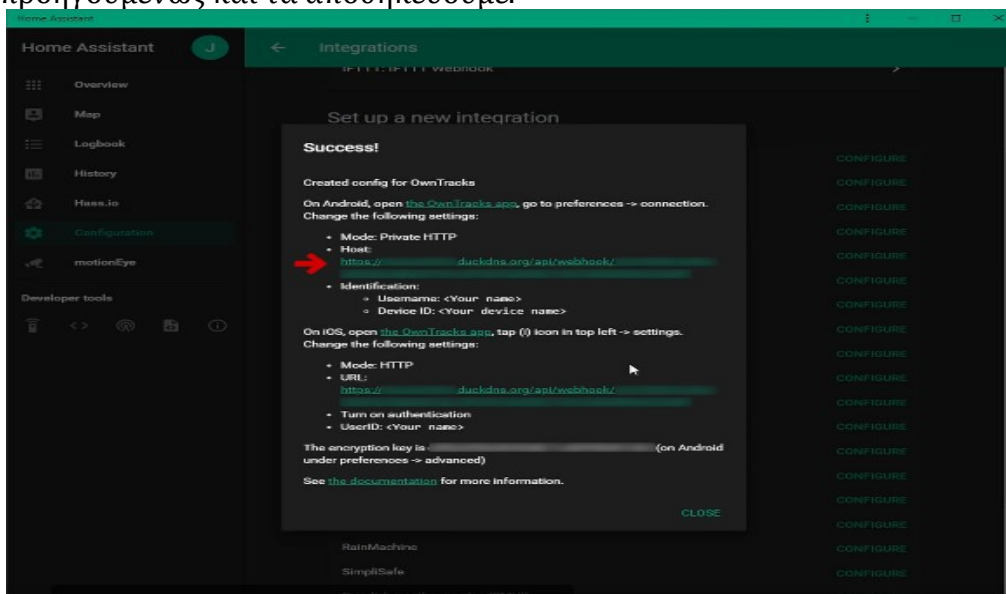 προηγουμένως και τα αποθηκεύουμε.
Home Assistant
Home Assistant J ← Integrations
IFTTT: IFTTT Webhook
Overview
Map
Set up a new integration
Logbook
Success!
CONFIGURE
History
Created config for OwnTracks
CONFIGURE
Hass.io
On Android, open the OwnTracks app, go to preferences -> connection.
CONFIGURE
Change the following settings:
Configuration
• Mode: Private HTTP
CONFIGURE
• Host:
motionEye
https:// duckdns.org/api/webhook/
CONFIGURE
• Identification:
CONFIGURE
Developer tools
◦ Username: <Your name>
CONFIGURE
◦ Device ID: <Your device name>
On iOS, open the OwnTracks app, tap (i) icon in top left -> settings.
CONFIGURE
Change the following settings:
CONFIGURE
• Mode: HTTP
• URL:
CONFIGURE
https:// duckdns.org/api/webhook/
CONFIGURE
• Turn on authentication
CONFIGURE
• UserID: <Your name>
The encryption key is (on Android
CONFIGURE
under preferences -> advanced)
CONFIGURE
See the documentation for more information.
CONFIGURE
CLOSE
CONFIGURE
RainMachine CONFIGURE
SimpliSafe CONFIGURE